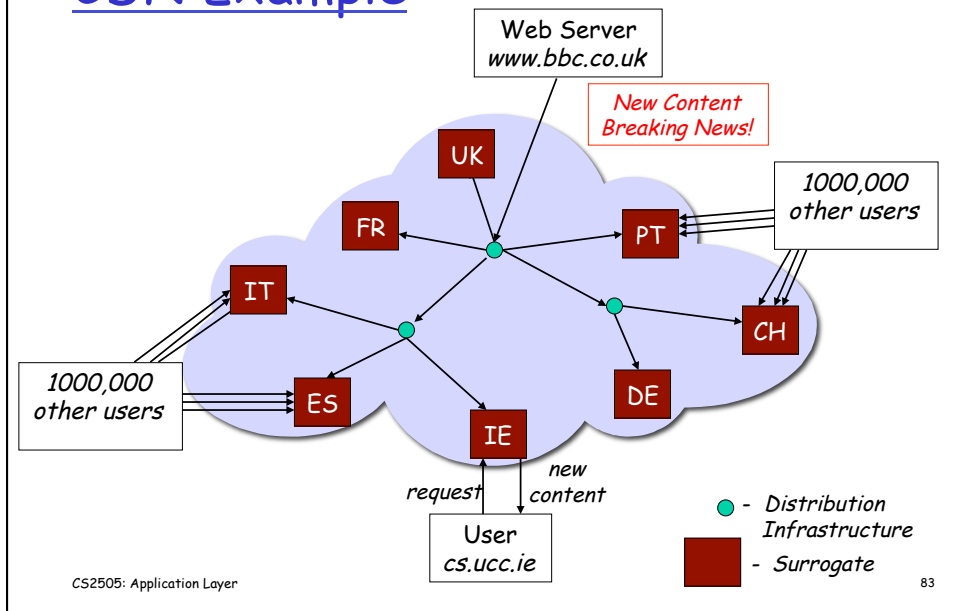 Web Server
www.bbc.co.uk
New Content
Breaking News!
UK
1000,000
other users
FR
PT
IT
CH
1000,000
other users
ES
DE
IE
request
new
content
User
cs.ucc.ie
- Distribution
Infrastructure
- Surrogate
CS2505: Application Layer
83